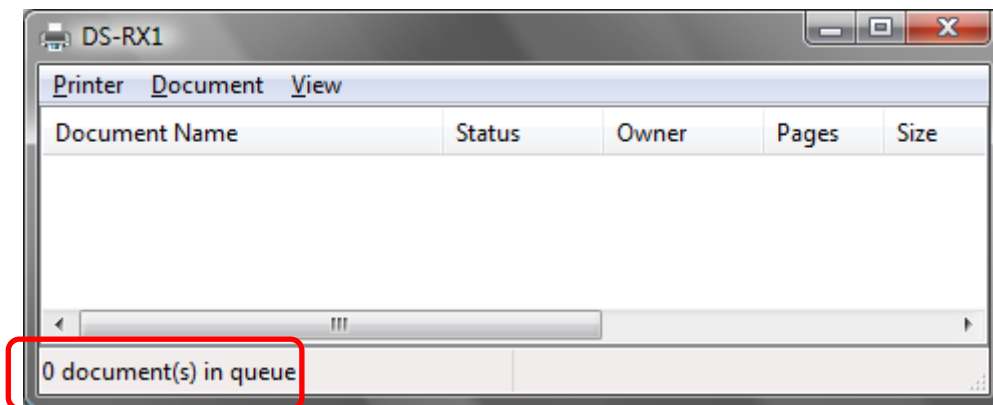 DS-RX1
Printer Document View
Document Name Status Owner Pages Size
0 document(s) in queue